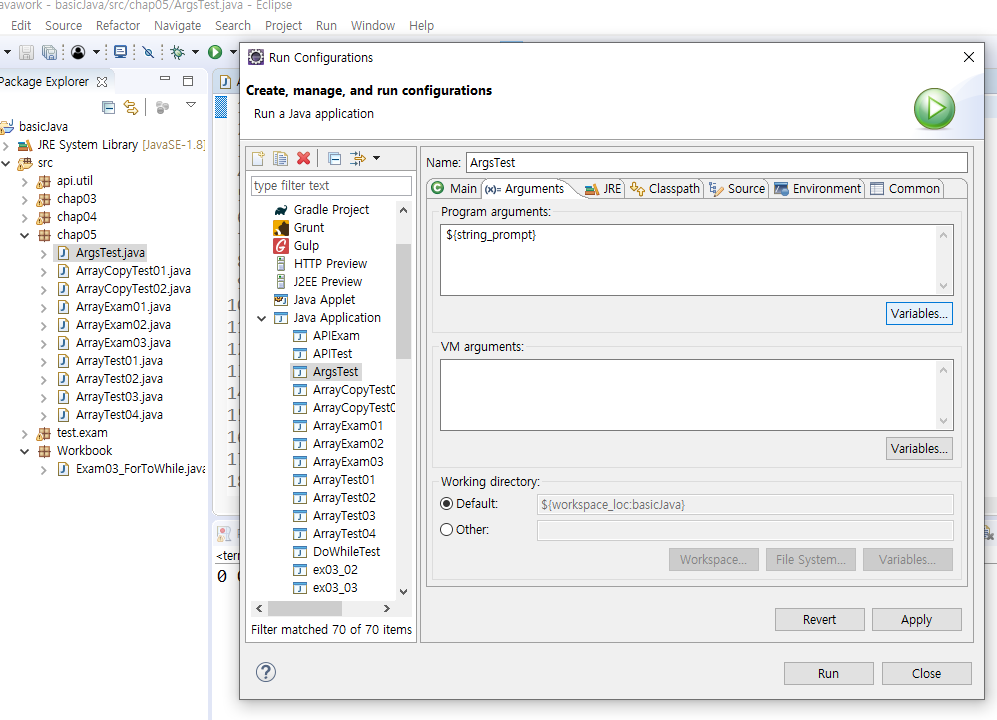 avawork - basicJava/src/chap05/ArgsTest.java - Eclipse
Edit Source Refactor Navigate Search Project Run Window Help
Package Explorer
basicJava
JRE System Library [JavaSE-1.8]
src
api.util
chap03
chap04
chap05
ArgsTest.java
ArrayCopyTest01.java
ArrayCopyTest02.java
ArrayExam01.java
ArrayExam02.java
ArrayExam03.java
ArrayTest01.java
ArrayTest02.java
ArrayTest03.java
ArrayTest04.java
test.exam
Workbook
Exam03_ForToWhile.java
<terr
0
Run Configurations
Create, manage, and run configurations
Run a Java application
type filter text
Gradle Project
Grunt
Gulp
HTTP Preview
J2EE Preview
Java Applet
Java Application
APIExam
APITest
ArgsTest
ArrayCopyTest0
ArrayCopyTest0
ArrayExam01
ArrayExam02
ArrayExam03
ArrayTest01
ArrayTest02
ArrayTest03
ArrayTest04
DoWhileTest
ex03_02
ex03_03
Filter matched 70 of 70 items
Name: ArgsTest
Main (x)= Arguments JRE Classpath Source Environment Common
Program arguments:
${string_prompt}
Variables...
VM arguments:
Variables...
Working directory:
Default: ${workspace_loc:basicJava}
Other:
Workspace... File System... Variables...
Revert Apply
Run Close